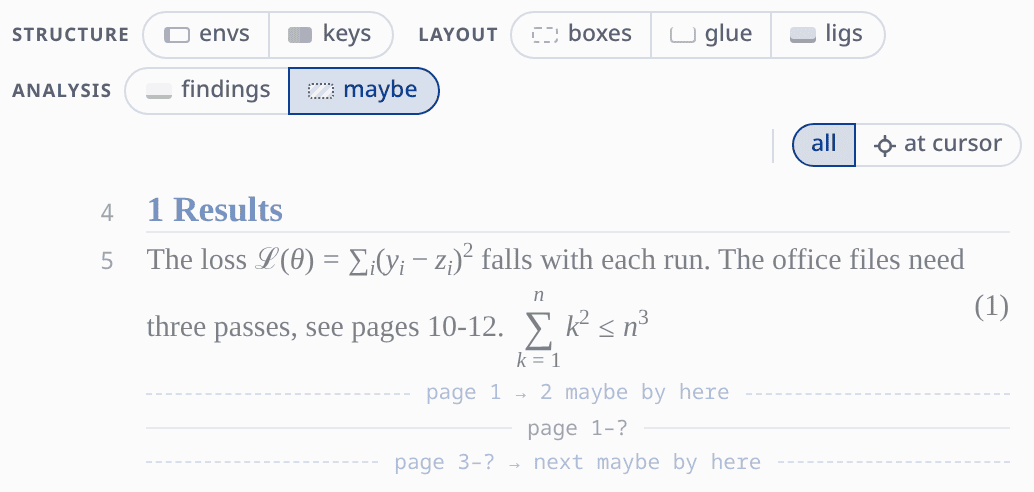 STRUCTURE envs keys LAYOUT boxes glue ligs
ANALYSIS findings maybe
all at cursor
4 1 Results
5 The loss ℒ(θ) = ∑ᵢ(yᵢ − zᵢ)² falls with each run. The office files need
three passes, see pages 10-12. ∑_{k = 1}^{n} k² ≤ n³ (1)
page 1 → 2 maybe by here
page 1–?
page 3–? → next maybe by here